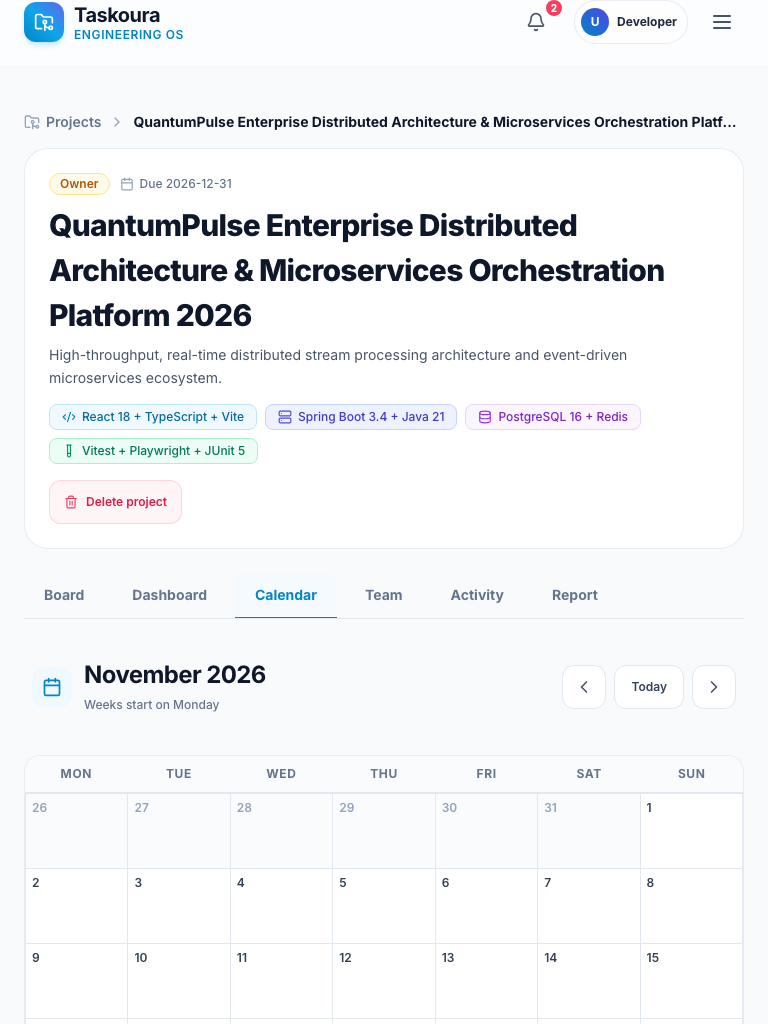 Taskoura
ENGINEERING OS
2
U
Developer
Projects
QuantumPulse Enterprise Distributed Architecture & Microservices Orchestration Platf...
Owner
Due 2026-12-31
QuantumPulse Enterprise Distributed
Architecture & Microservices Orchestration
Platform 2026
High-throughput, real-time distributed stream processing architecture and event-driven
microservices ecosystem.
React 18 + TypeScript + Vite
Spring Boot 3.4 + Java 21
PostgreSQL 16 + Redis
Vitest + Playwright + JUnit 5
Delete project
Board Dashboard Calendar Team Activity Report
November 2026
Weeks start on Monday
Today
MON TUE WED THU FRI SAT SUN
26 27 28 29 30 31 1
2 3 4 5 6 7 8
9 10 11 12 13 14 15